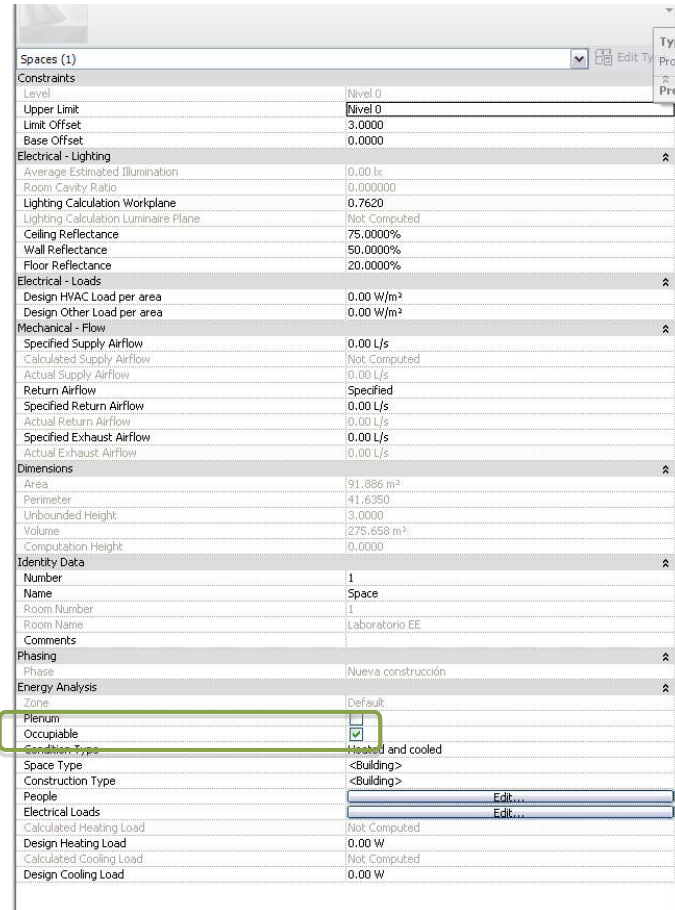 Ty
Spaces (1) Edit Ty Pro
Constraints Pre
Level Nivel 0
Upper Limit Nivel 0
Limit Offset 3.0000
Base Offset 0.0000
Electrical - Lighting
Average Estimated Illumination 0.00 lx
Room Cavity Ratio 0.000000
Lighting Calculation Workplane 0.7620
Lighting Calculation Luminaire Plane Not Computed
Ceiling Reflectance 75.0000%
Wall Reflectance 50.0000%
Floor Reflectance 20.0000%
Electrical - Loads
Design HVAC Load per area 0.00 W/m²
Design Other Load per area 0.00 W/m²
Mechanical - Flow
Specified Supply Airflow 0.00 L/s
Calculated Supply Airflow Not Computed
Actual Supply Airflow 0.00 L/s
Return Airflow Specified
Specified Return Airflow 0.00 L/s
Actual Return Airflow 0.00 L/s
Specified Exhaust Airflow 0.00 L/s
Actual Exhaust Airflow 0.00 L/s
Dimensions
Area 91.886 m²
Perimeter 41.6350
Unbounded Height 3.0000
Volume 275.658 m³
Computation Height 0.0000
Identity Data
Number 1
Name Space
Room Number 1
Room Name Laboratorio EE
Comments
Phasing
Phase Nueva construcción
Energy Analysis
Zone Default
Plenum
Occupiable
Condition Type Heated and cooled
Space Type <Building>
Construction Type <Building>
People Edit...
Electrical Loads Edit...
Calculated Heating Load Not Computed
Design Heating Load 0.00 W
Calculated Cooling Load Not Computed
Design Cooling Load 0.00 W